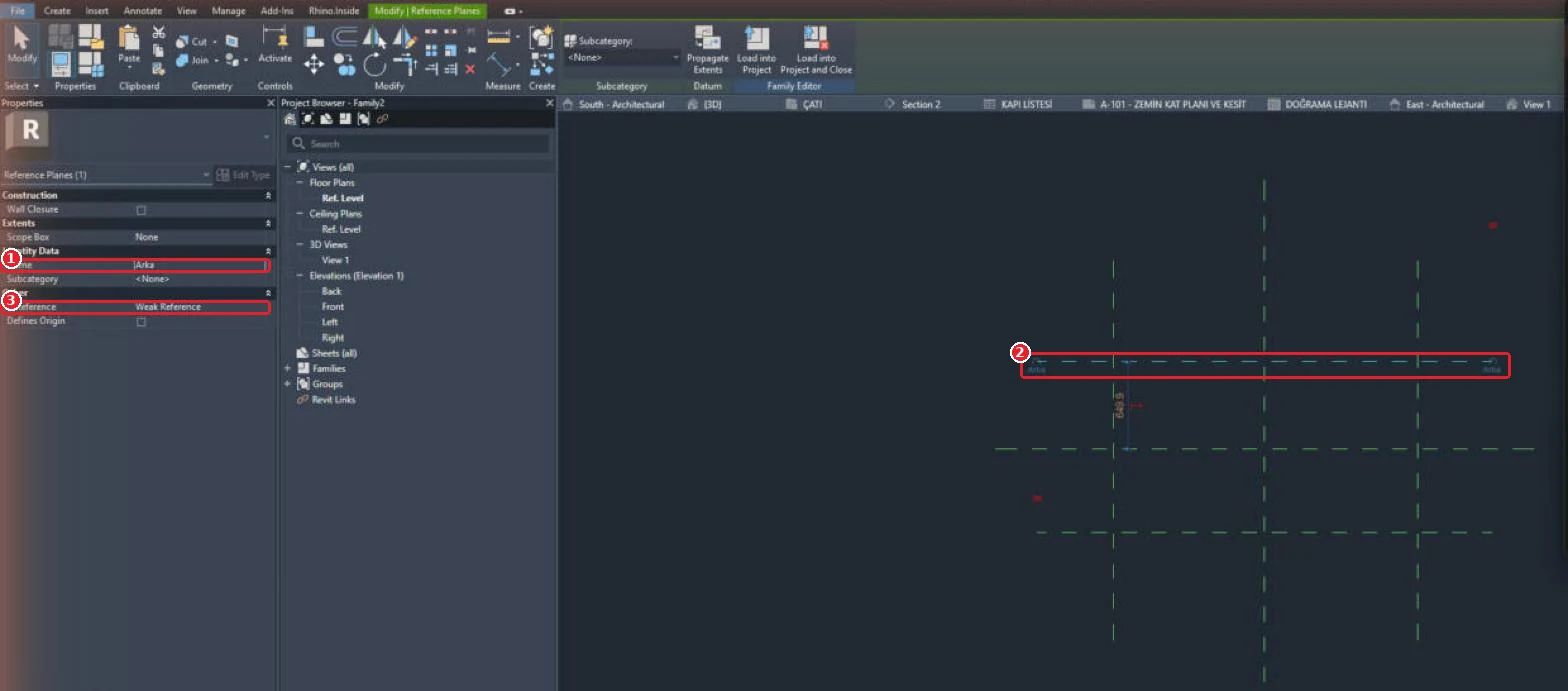 File Create Insert Annotate View Manage Add-Ins Rhino.Inside Modify | Reference Planes
Modify
Paste
Cut
Join
Activate
Subcategory:
<None>
Propagate Extents
Load into Project
Load into Project and Close
Select Properties Clipboard Geometry Controls Modify Measure Create Subcategory Datum Family Editor
Properties
R
Reference Planes (1)
Edit Type
Construction
Wall Closure
Extents
Scope Box None
1
ntity Data
me Arka
Subcategory <None>
3
er
eference Weak Reference
Defines Origin
Project Browser - Family2
Search
Views (all)
Floor Plans
Ref. Level
Ceiling Plans
Ref. Level
3D Views
View 1
Elevations (Elevation 1)
Back
Front
Left
Right
Sheets (all)
Families
Groups
Revit Links
South - Architectural {3D} ÇATI Section 2 KAPI LİSTESİ A-101 - ZEMİN KAT PLANI VE KESİT DOĞRAMA LEJANTI East - Architectural View 1
2
Arka Arka
649.9